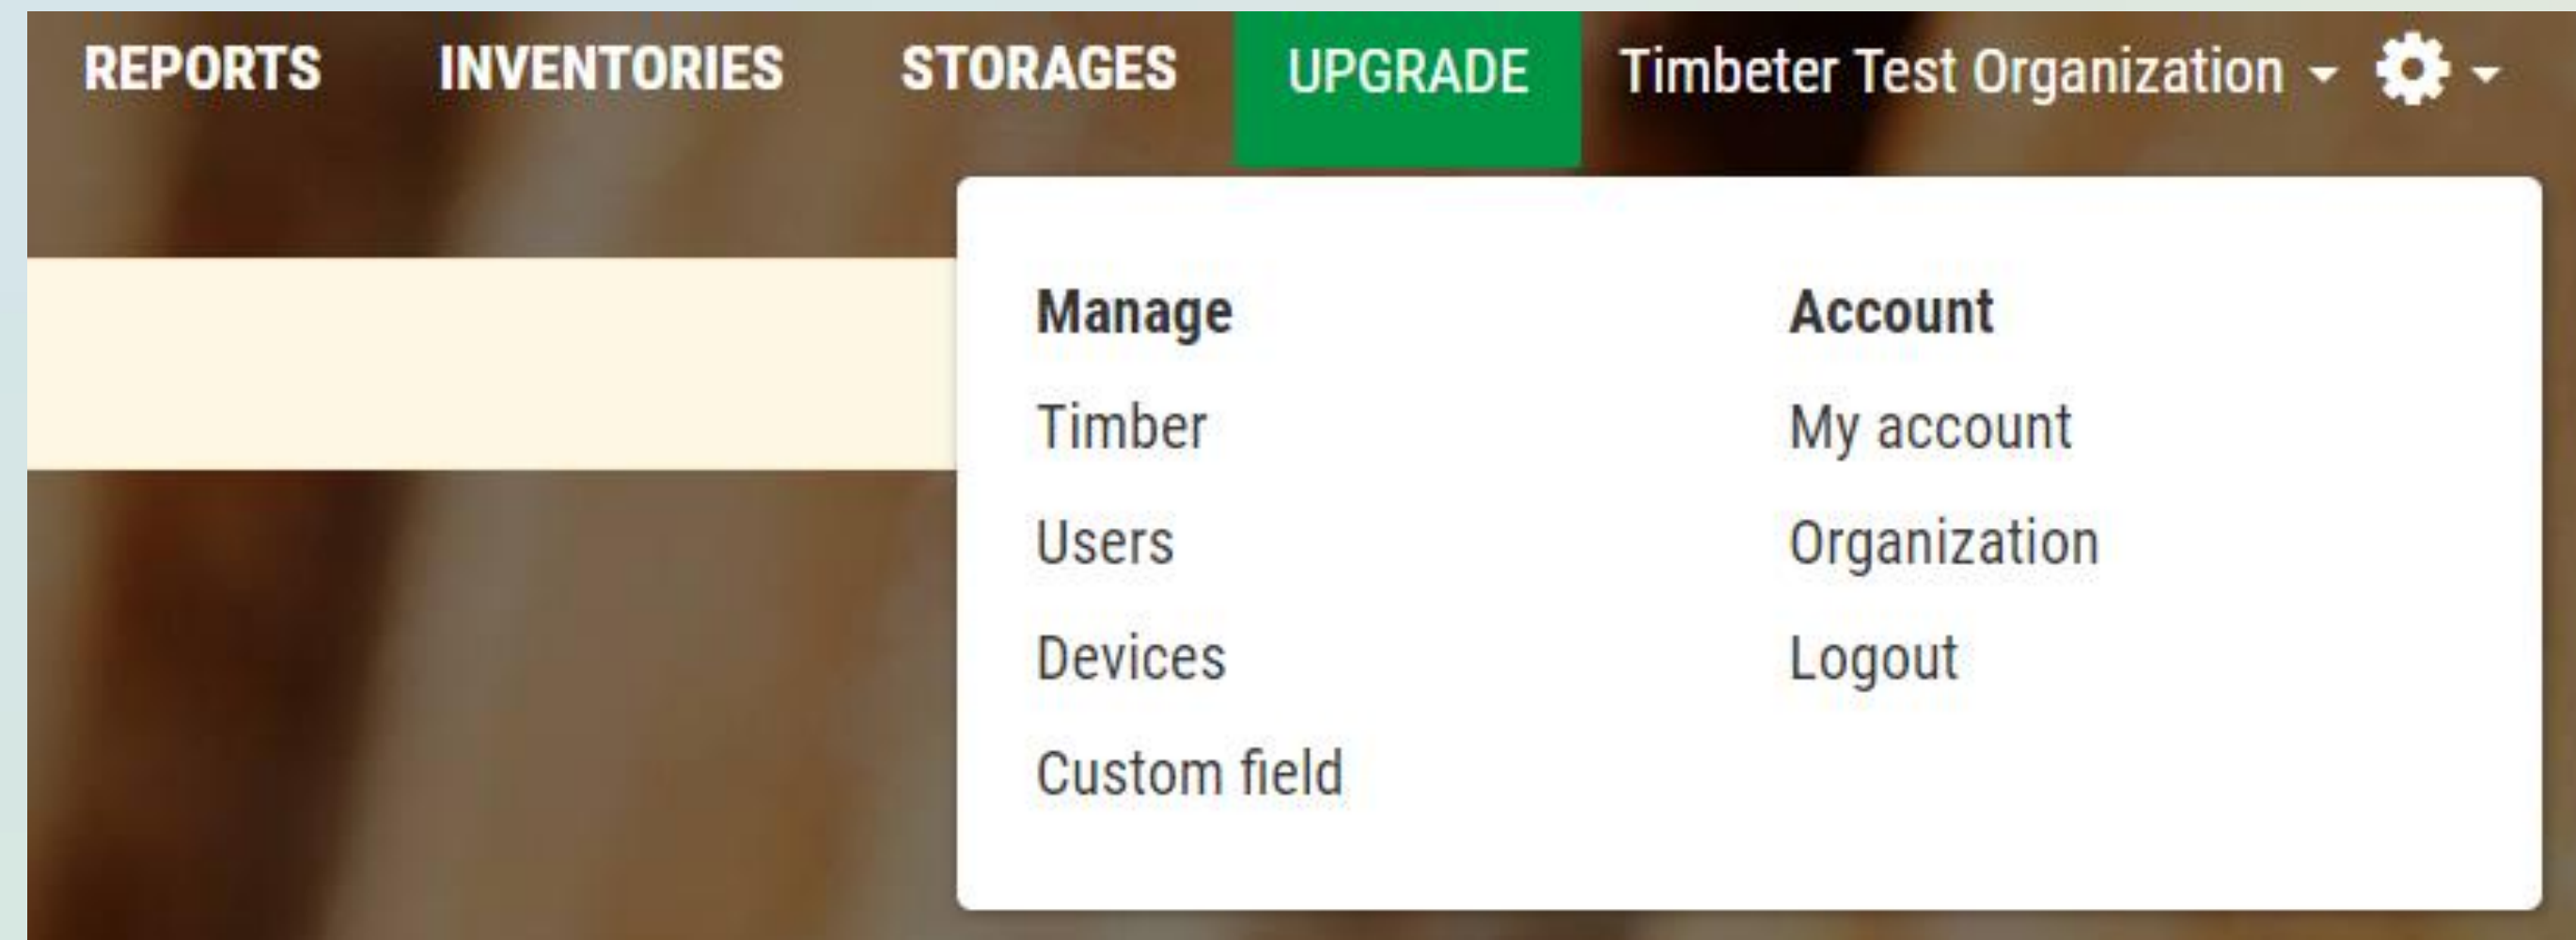 REPORTS INVENTORIES STORAGES UPGRADE Timbeter Test Organization
Manage
Timber
Users
Devices
Custom field
Account
My account
Organization
Logout